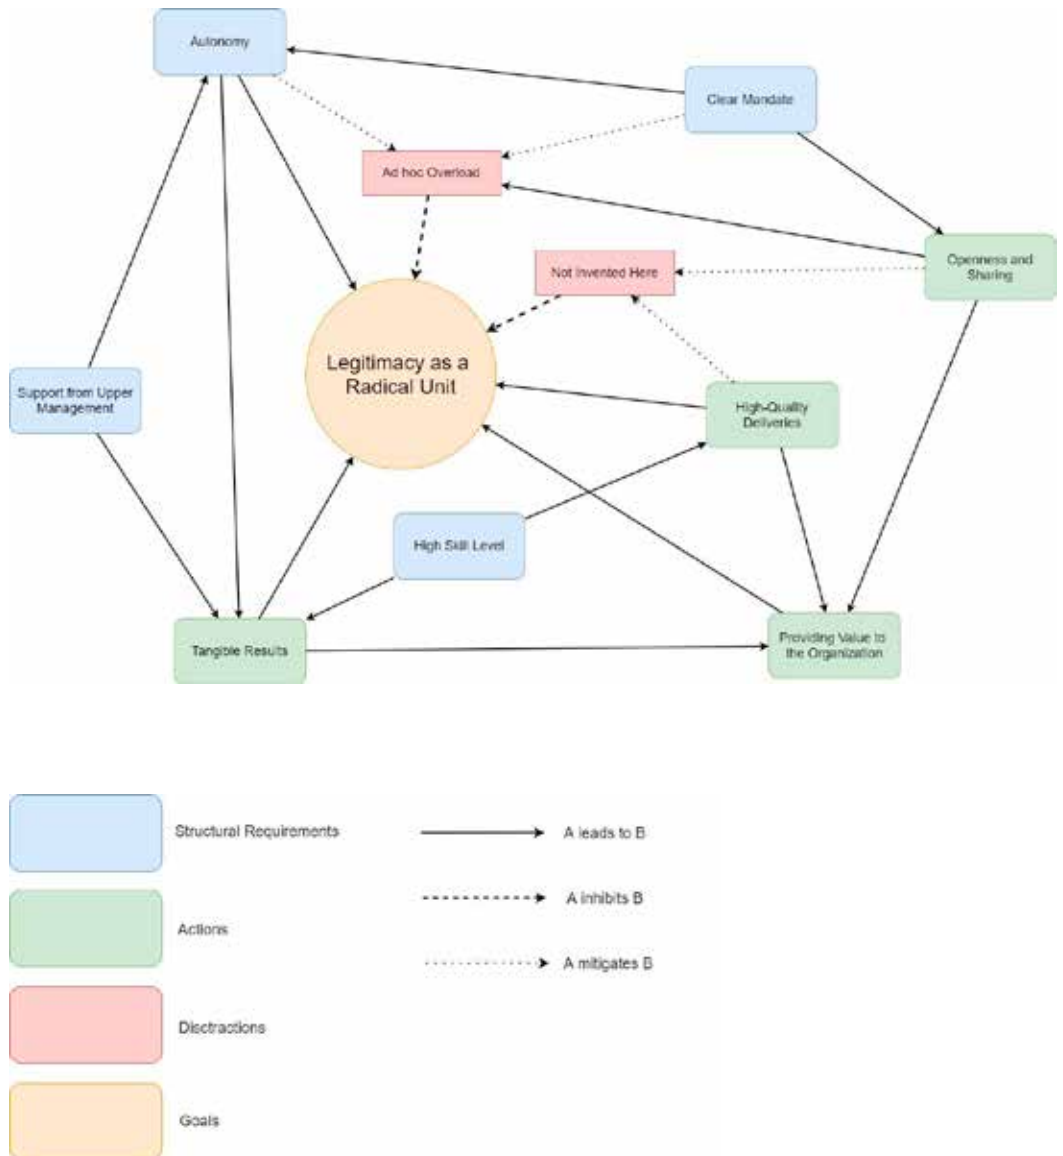 Autonomy
Clear Mandate
Ad hoc Overload
Openness and
Sharing
Not Invented Here
Legitimacy as a
Radical Unit
Support from Upper
Management
High-Quality
Deliveries
High Skill Level
Tangible Results
Providing Value to
the Organization
Structural Requirements
A leads to B
A inhibits B
Actions
A mitigates B
Disctractions
Goals